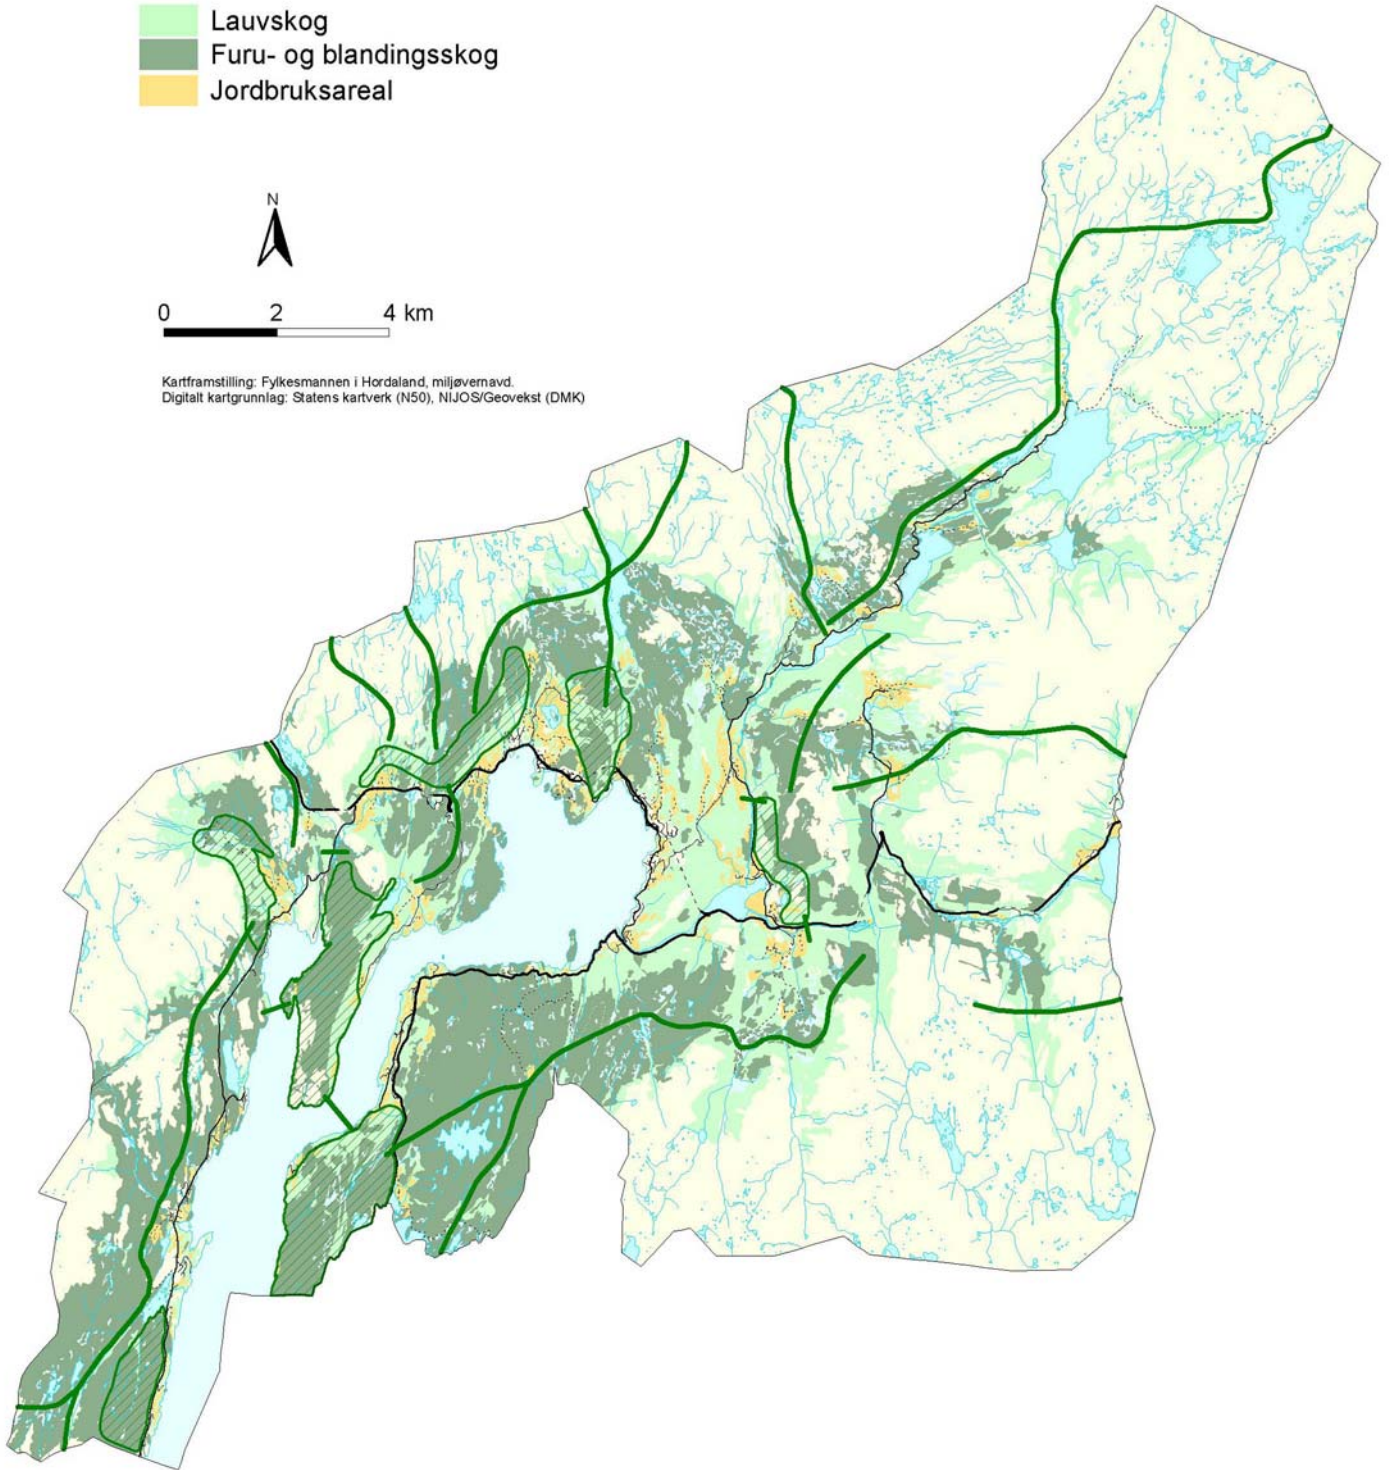 Lauvskog
Furu- og blandingsskog
Jordbruksareal
N
0 2 4 km
Kartframstilling: Fylkesmannen i Hordaland, miljøvernavd.
Digitalt kartgrunnlag: Statens kartverk (N50), NIJOS/Geovekst (DMK)